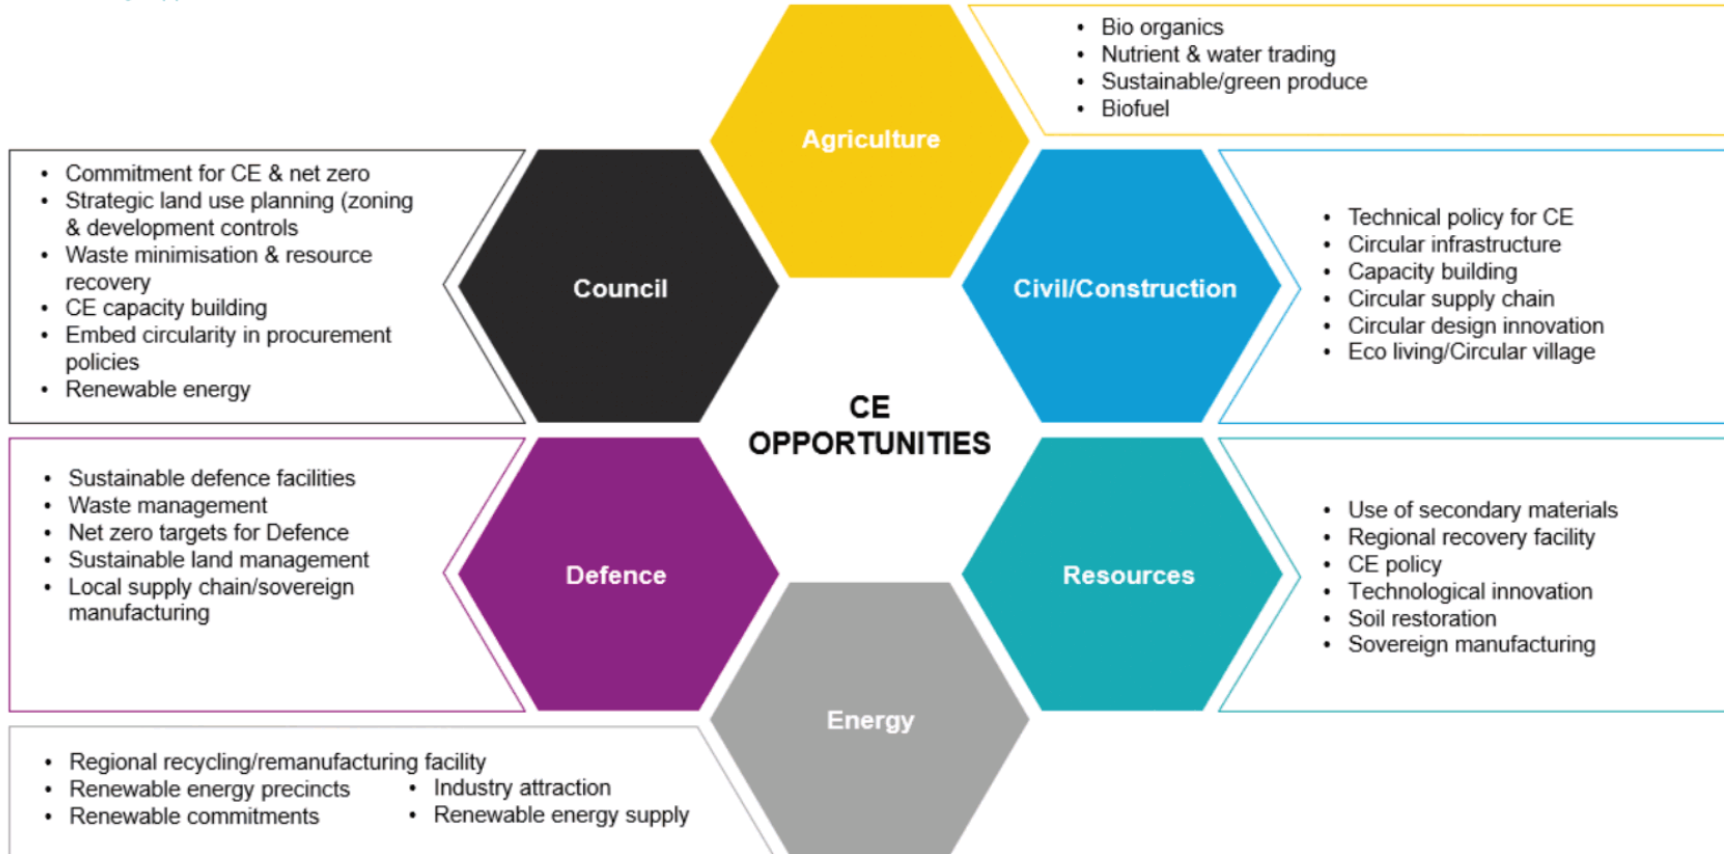 Agriculture
• Bio organics
• Nutrient & water trading
• Sustainable/green produce
• Biofuel
Council
• Commitment for CE & net zero
• Strategic land use planning (zoning
& development controls
• Waste minimisation & resource
recovery
• CE capacity building
• Embed circularity in procurement
policies
• Renewable energy
Civil/Construction
• Technical policy for CE
• Circular infrastructure
• Capacity building
• Circular supply chain
• Circular design innovation
• Eco living/Circular village
CE
OPPORTUNITIES
Defence
• Sustainable defence facilities
• Waste management
• Net zero targets for Defence
• Sustainable land management
• Local supply chain/sovereign
manufacturing
Resources
• Use of secondary materials
• Regional recovery facility
• CE policy
• Technological innovation
• Soil restoration
• Sovereign manufacturing
Energy
• Regional recycling/remanufacturing facility
• Renewable energy precincts
• Renewable commitments
• Industry attraction
• Renewable energy supply